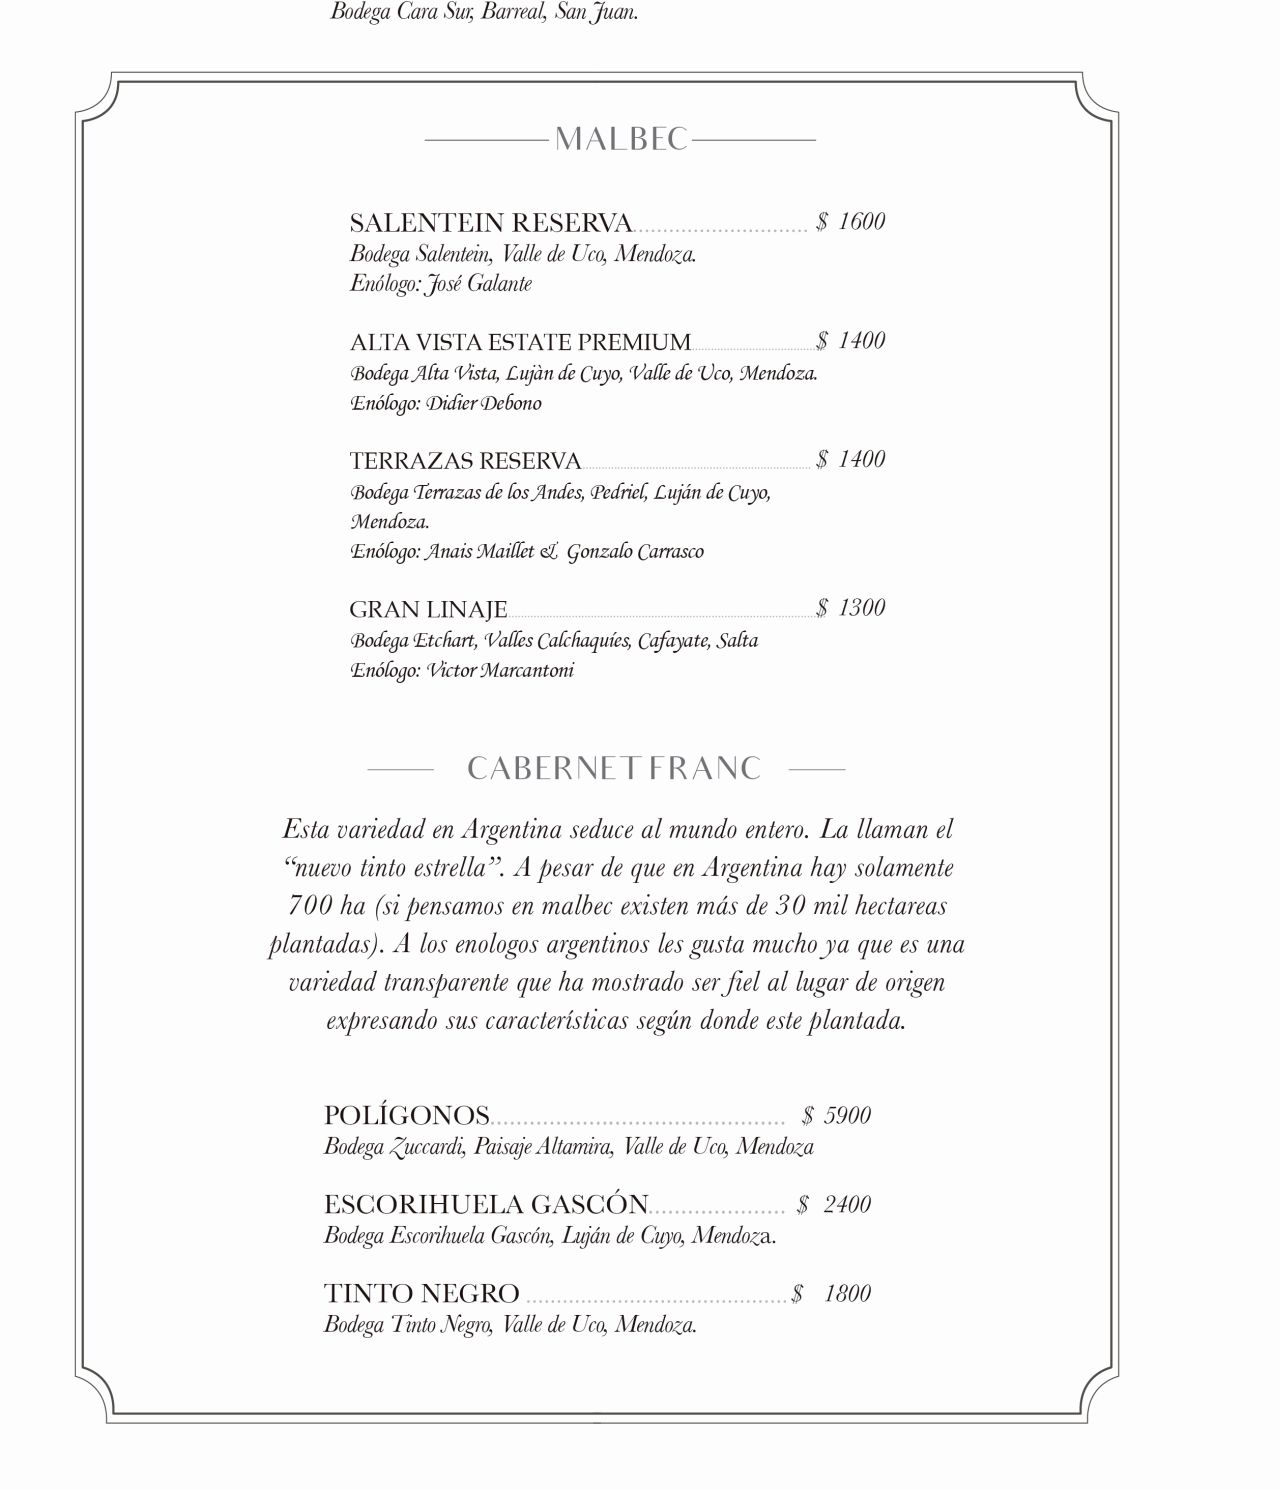 Bodega Cara Sur, Barreal, San Juan.
MALBEC
SALENTEIN RESERVA............................. $ 1600
Bodega Salentein, Valle de Uco, Mendoza.
Enólogo: José Galante
ALTA VISTA ESTATE PREMIUM............................................$ 1400
Bodega Alta Vista, Lujàn de Cuyo, Valle de Uco, Mendoza.
Enólogo: Didier Debono
TERRAZAS RESERVA............................................ $ 1400
Bodega Terrazas de los Andes, Pedriel, Luján de Cuyo,
Mendoza.
Enólogo: Anais Maillet & Gonzalo Carrasco
GRAN LINAJE............................................$ 1300
Bodega Etchart, Valles Calchaquíes, Cafayate, Salta
Enólogo: Victor Marcantoni
CABERNET FRANC
Esta variedad en Argentina seduce al mundo entero. La llaman el
“nuevo tinto estrella”. A pesar de que en Argentina hay solamente
700 ha (si pensamos en malbec existen más de 30 mil hectareas
plantadas). A los enologos argentinos les gusta mucho ya que es una
variedad transparente que ha mostrado ser fiel al lugar de origen
expresando sus características según donde este plantada.
POLÍGONOS............................................. $ 5900
Bodega Zuccardi, Paisaje Altamira, Valle de Uco, Mendoza
ESCORIHUELA GASCÓN..................... $ 2400
Bodega Escorihuela Gascón, Luján de Cuyo, Mendoza.
TINTO NEGRO ........................................$ 1800
Bodega Tinto Negro, Valle de Uco, Mendoza.